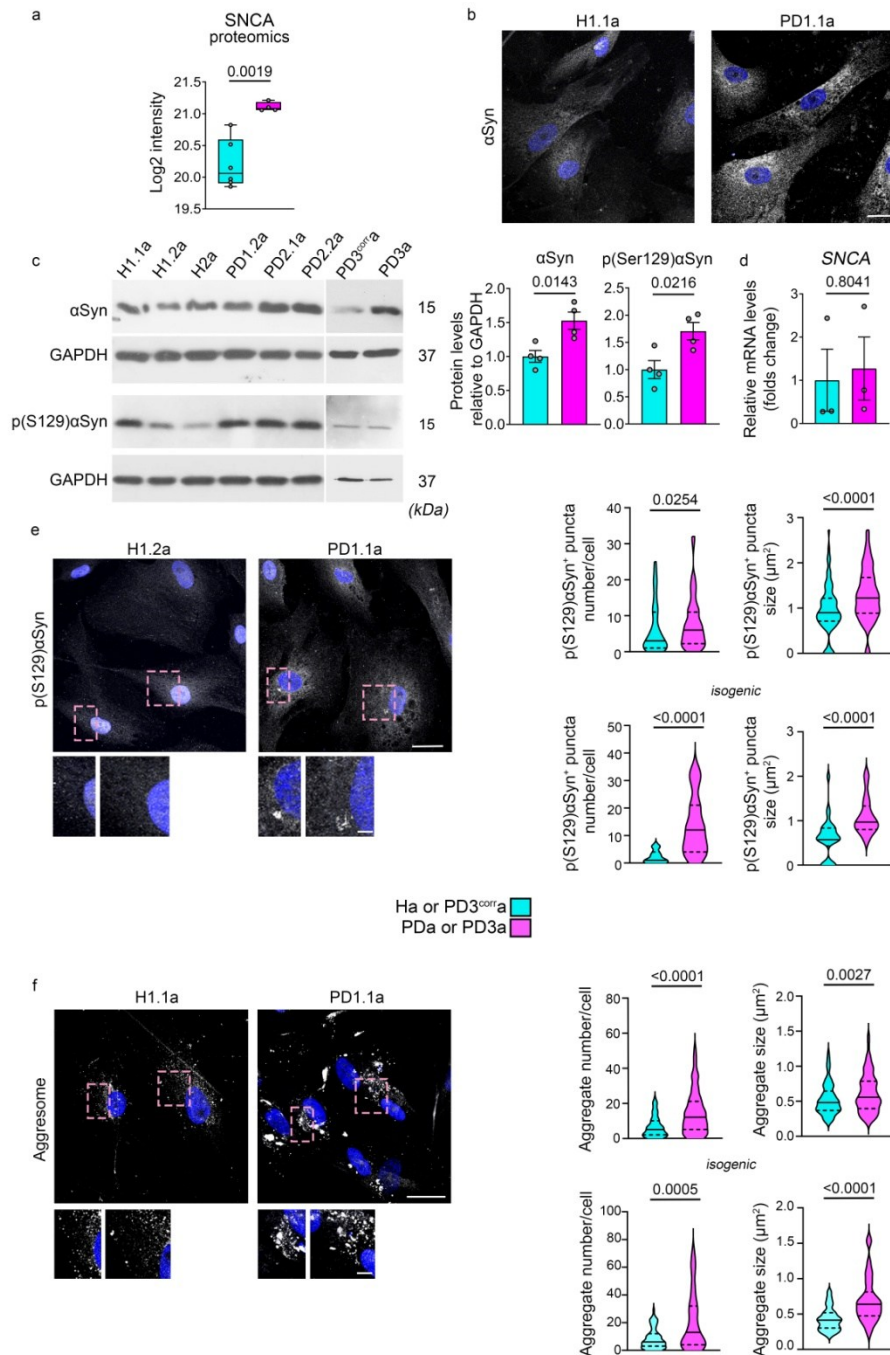 a
SNCA
proteomics
0.0019
Log2 intensity
21.5
21.0
20.5
20.0
19.5
b
H1.1a
PD1.1a
αSyn
c
H1.1a
H1.2a
H2a
PD1.2a
PD2.1a
PD2.2a
PD3corra
PD3a
αSyn
15
GAPDH
37
p(S129)αSyn
15
GAPDH
37
(kDa)
αSyn
0.0143
Protein levels
relative to GAPDH
2.0
1.5
1.0
0.5
0.0
p(Ser129)αSyn
0.0216
2.5
2.0
1.5
1.0
0.5
0.0
d
SNCA
0.8041
Relative mRNA levels
(folds change)
3
2
1
0
e
H1.2a
PD1.1a
p(S129)αSyn
0.0254
p(S129)αSyn+ puncta
number/cell
40
30
20
10
0
<0.0001
p(S129)αSyn+ puncta
size (µm²)
3
2
1
0
isogenic
<0.0001
p(S129)αSyn+ puncta
number/cell
50
40
30
20
10
0
<0.0001
p(S129)αSyn+ puncta
size (µm²)
3
2
1
0
Ha or PD3corra
PDa or PD3a
f
H1.1a
PD1.1a
Aggresome
<0.0001
Aggregate number/cell
80
60
40
20
0
0.0027
Aggregate size (µm²)
2.0
1.5
1.0
0.5
0.0
isogenic
0.0005
Aggregate number/cell
100
80
60
40
20
0
<0.0001
Aggregate size (µm²)
2.0
1.5
1.0
0.5
0.0